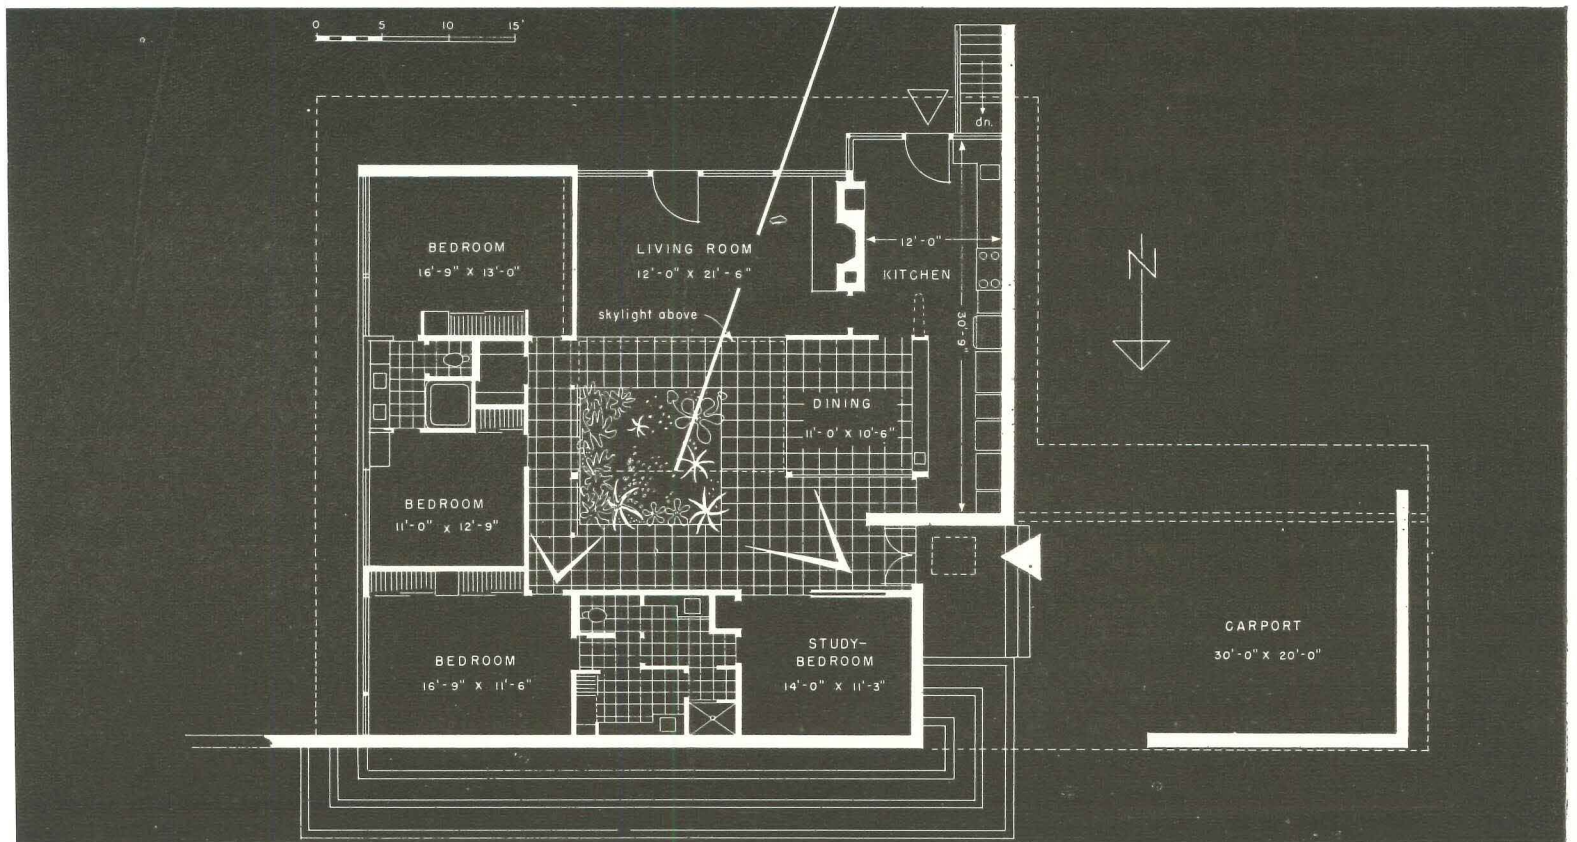 0 5 10 15'
dn.
BEDROOM
16'-9" X 13'-0"
LIVING ROOM
12'-0" X 21'-6"
12'-0"
KITCHEN
30'-9"
N
skylight above
DINING
11'-0" X 10'-6"
BEDROOM
11'-0" X 12'-9"
BEDROOM
16'-9" X 11'-6"
STUDY-
BEDROOM
14'-0" X 11'-3"
CARPORT
30'-0" X 20'-0"